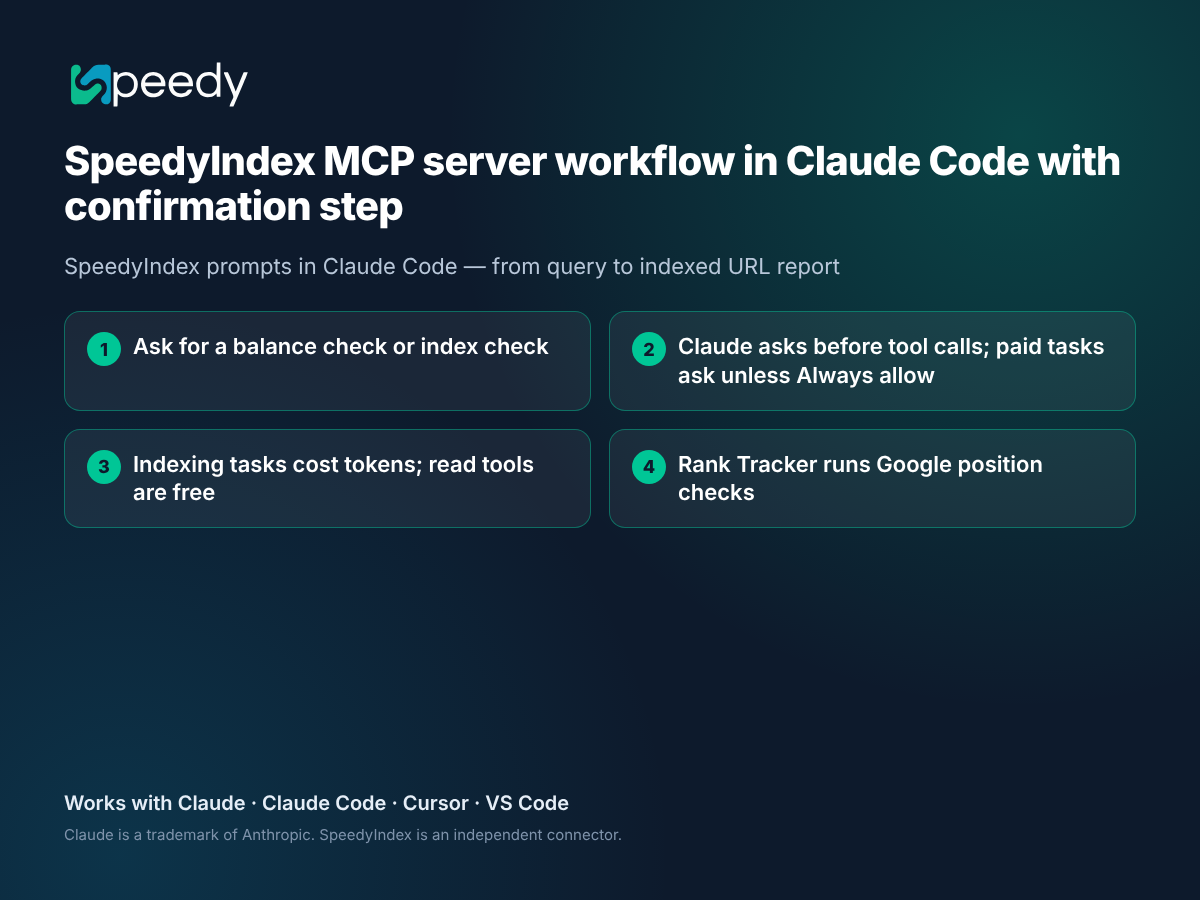 Speedy
SpeedyIndex MCP server workflow in Claude Code with
confirmation step
SpeedyIndex prompts in Claude Code — from query to indexed URL report
1 Ask for a balance check or index check
2 Claude asks before tool calls; paid tasks
ask unless Always allow
3 Indexing tasks cost tokens; read tools
are free
4 Rank Tracker runs Google position
checks
Works with Claude · Claude Code · Cursor · VS Code
Claude is a trademark of Anthropic. SpeedyIndex is an independent connector.